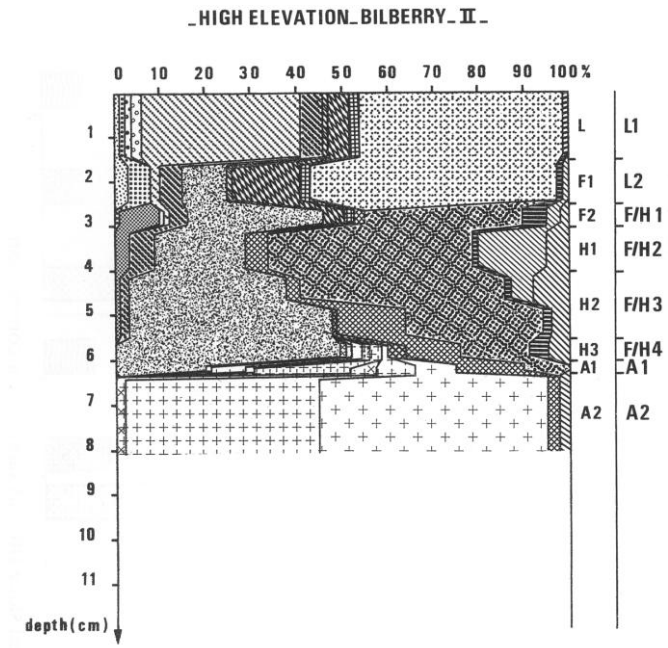 _HIGH ELEVATION_BILBERRY_II_
0 10 20 30 40 50 60 70 80 90 100 %
1 L L1
2 F1 L2
3 F2 F/H1
H1 F/H2
4
5 H2 F/H3
6 H3 F/H4
A1 A1
7 A2 A2
8
9
10
11
depth(cm)